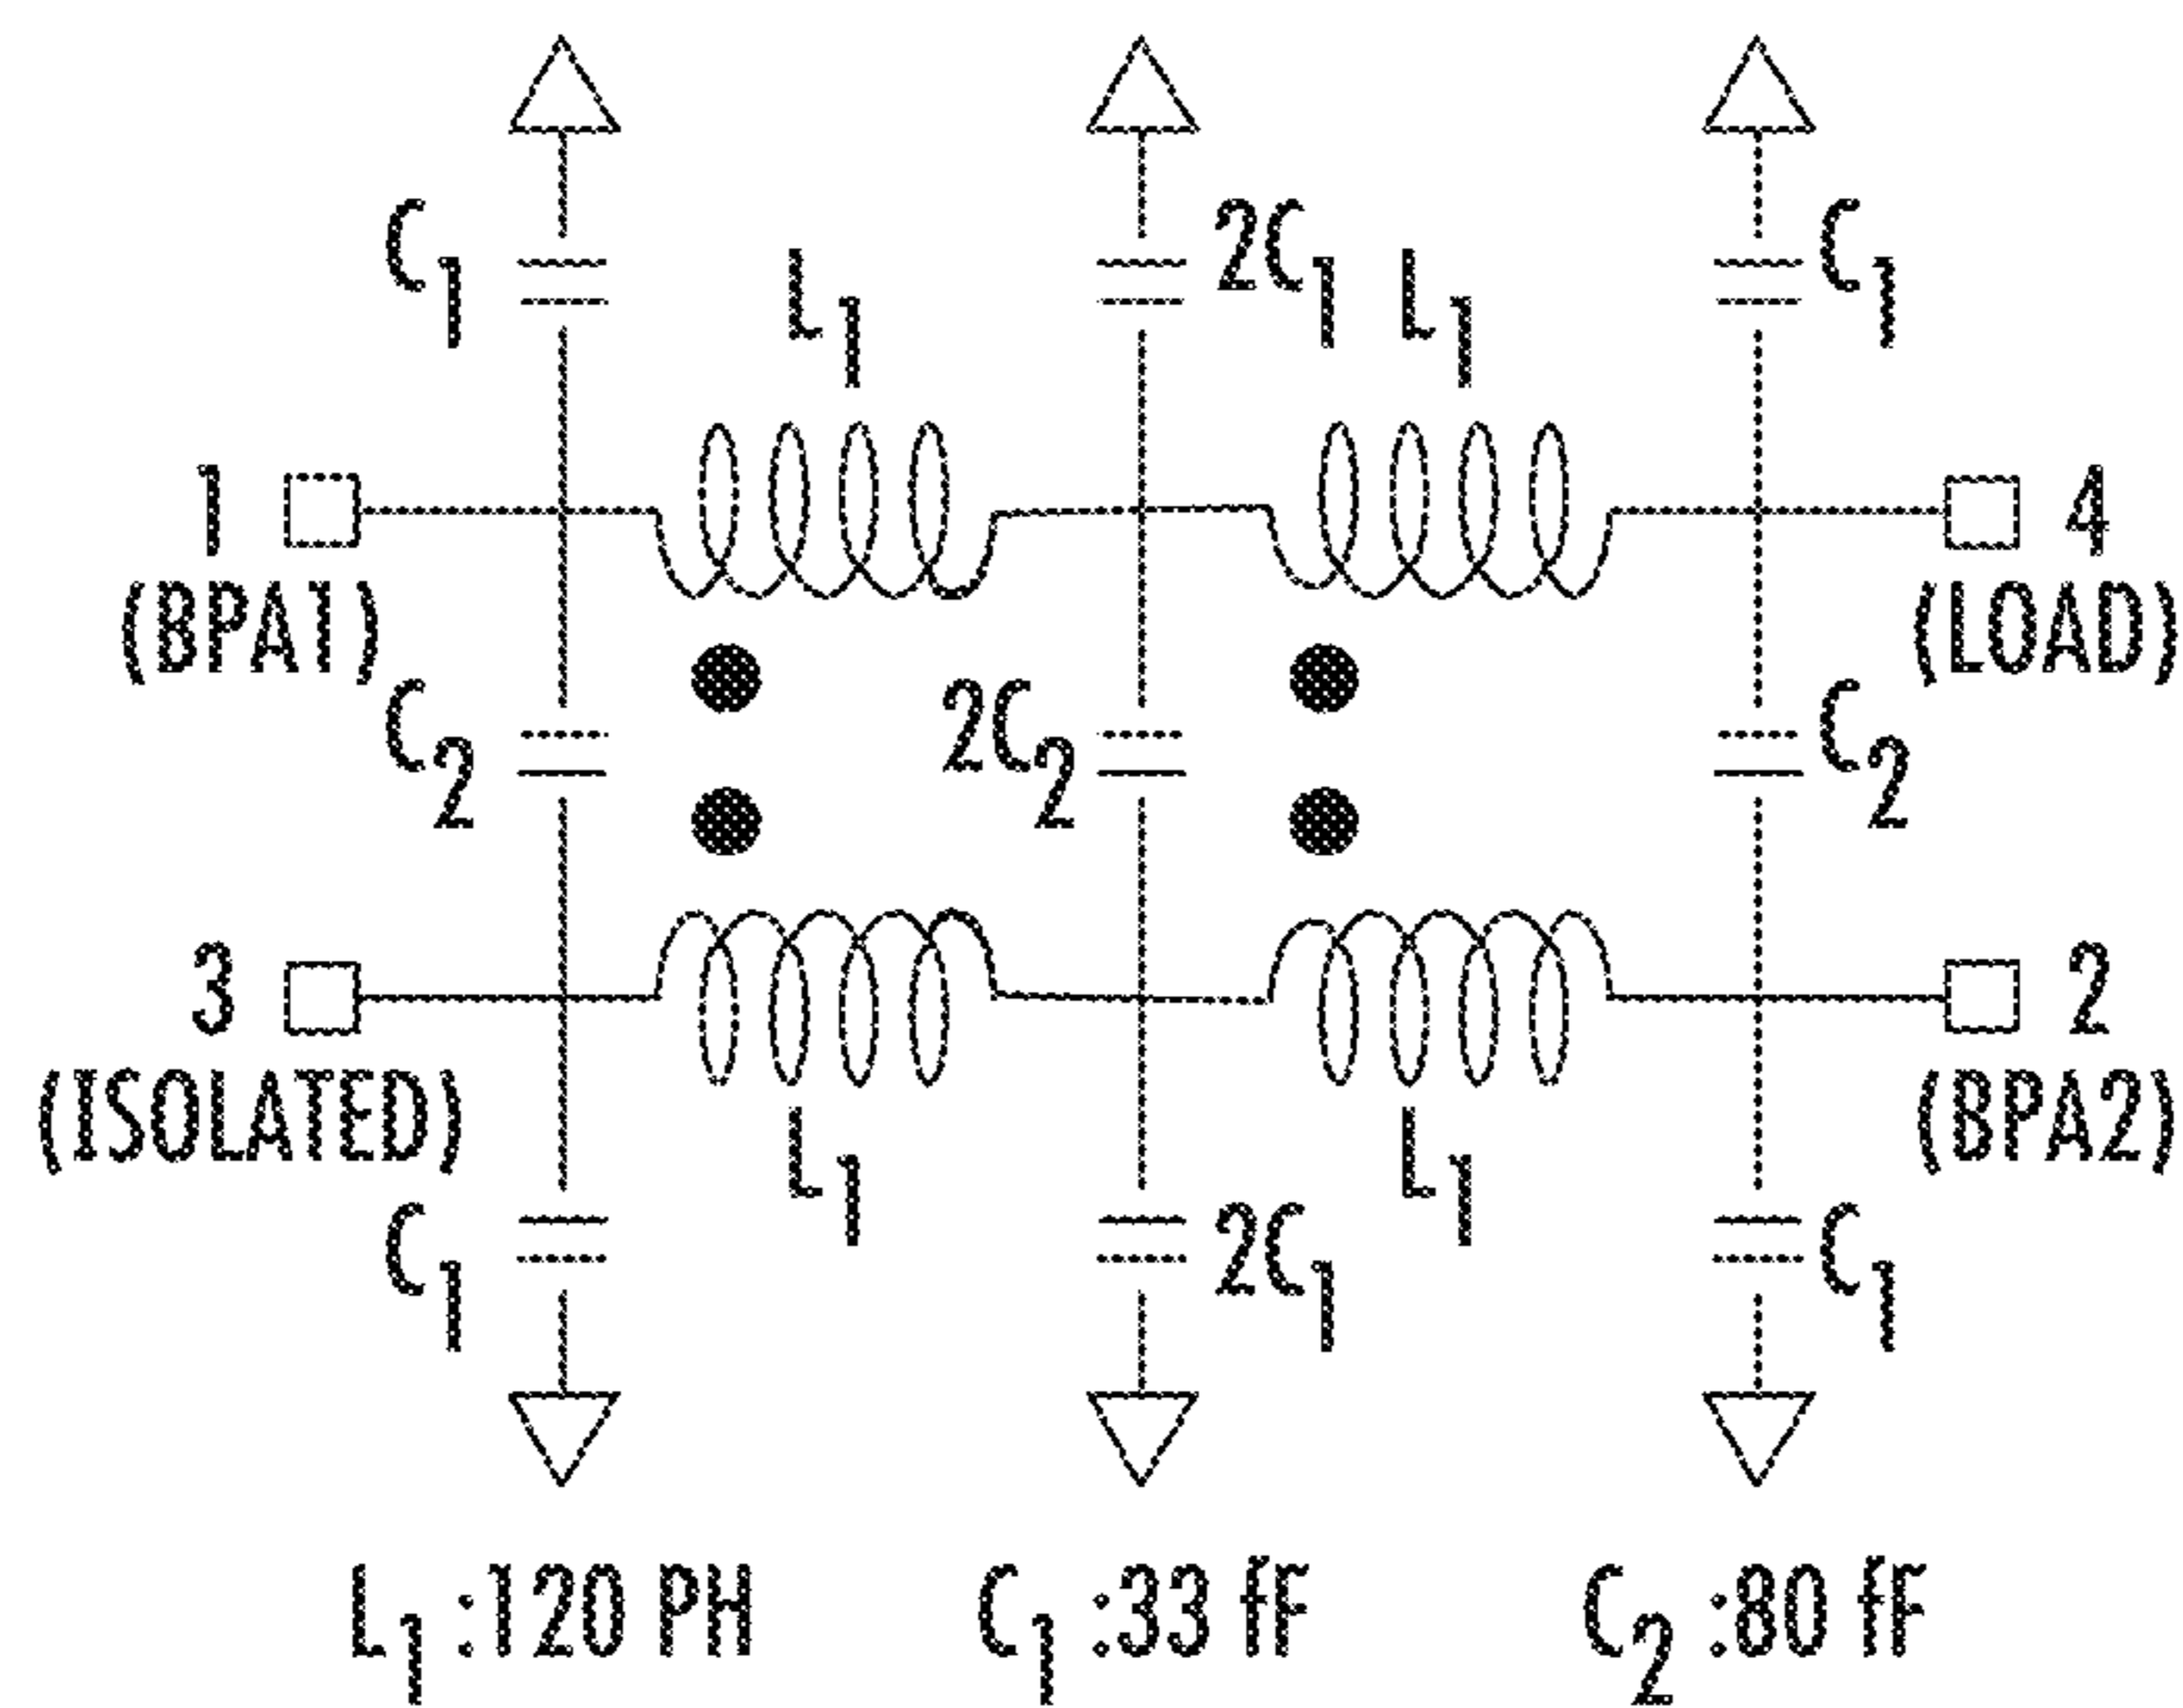 C1 2C1 C1
L1 L1
1 4
(BPA1) (LOAD)
C2 2C2 C2
3 2
(ISOLATED) (BPA2)
L1 L1
C1 2C1 C1
L1 :120 PH C1 :33 fF C2 :80 fF